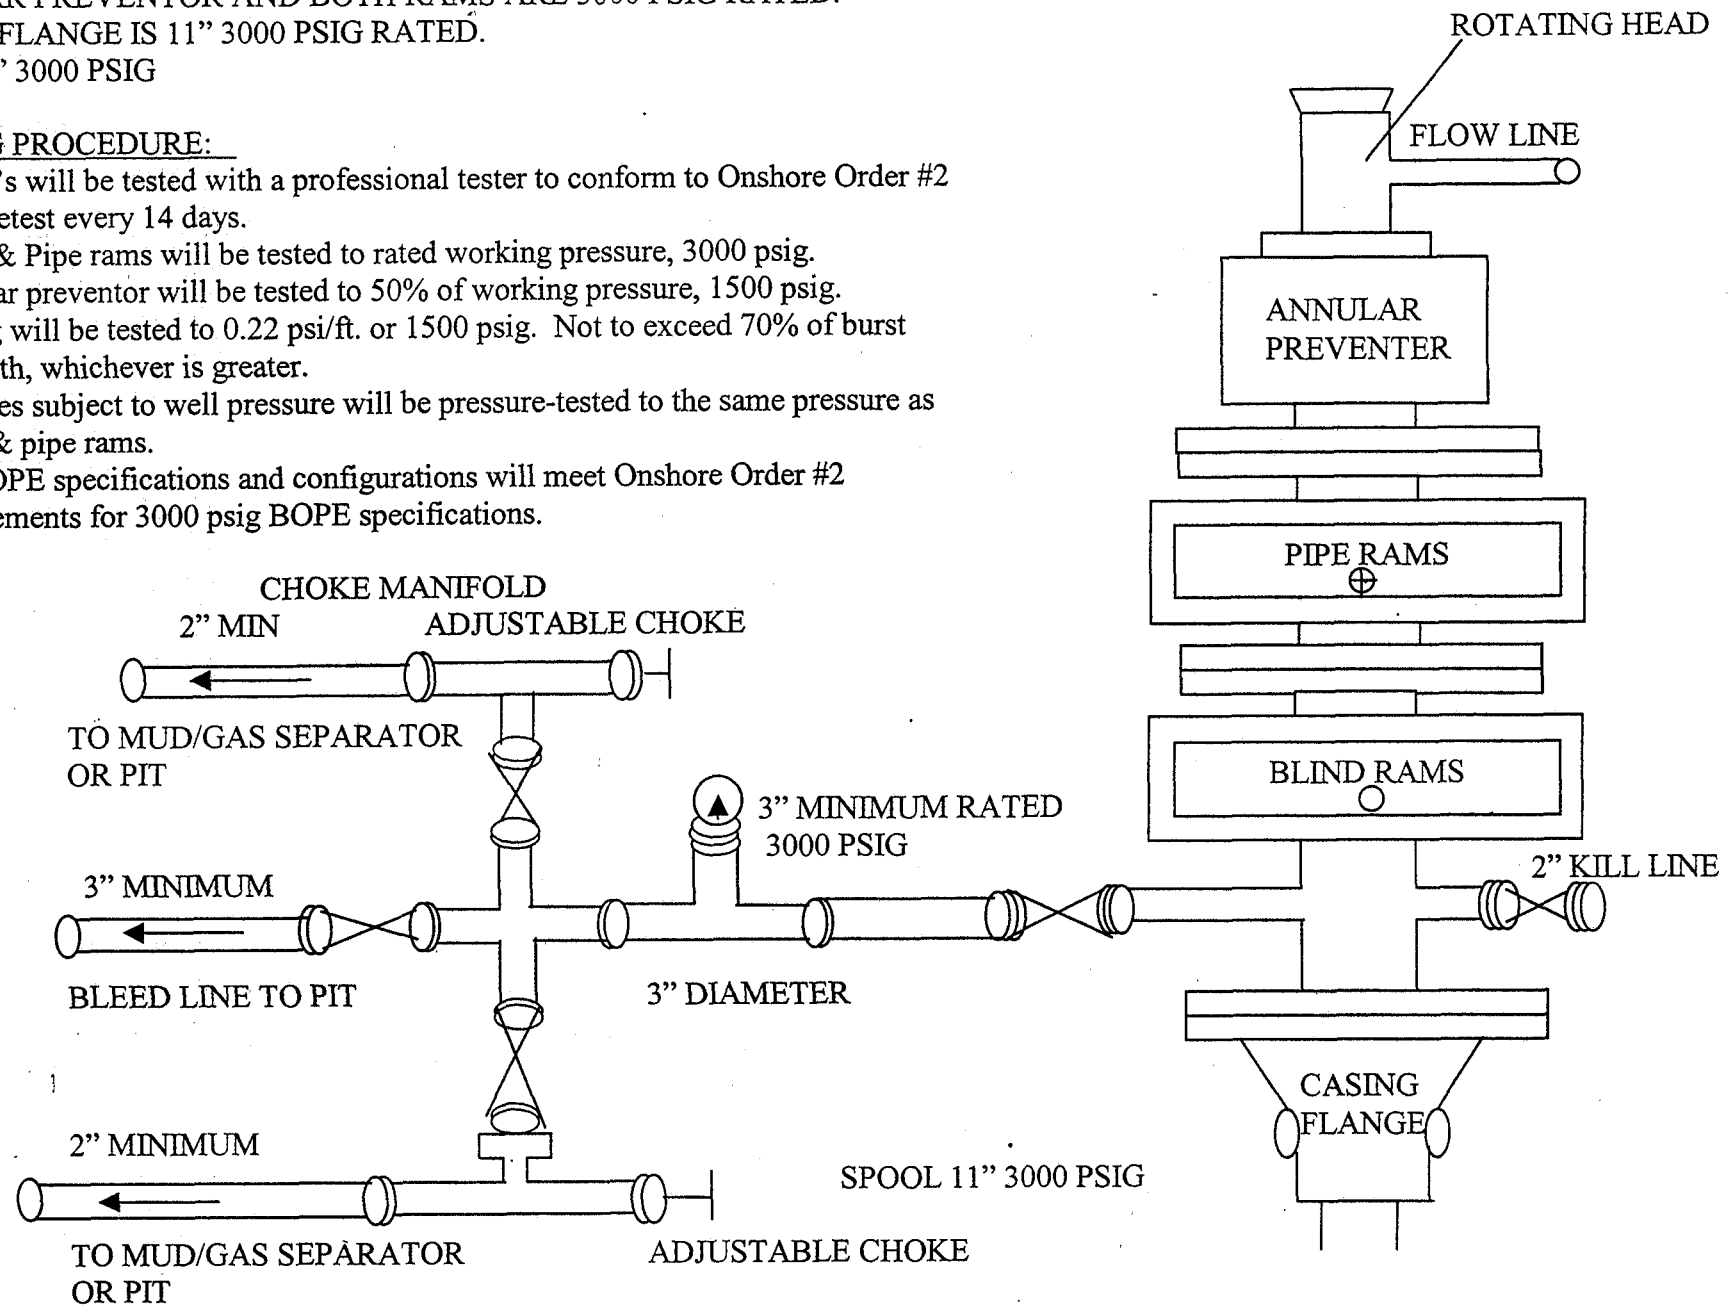 PREVENTOR AND BOTH RAMS ARE 3000 PSIG RATED.
FLANGE IS 11” 3000 PSIG RATED.
” 3000 PSIG
PROCEDURE:
’s will be tested with a professional tester to conform to Onshore Order #2
etest every 14 days.
& Pipe rams will be tested to rated working pressure, 3000 psig.
ar preventor will be tested to 50% of working pressure, 1500 psig.
will be tested to 0.22 psi/ft. or 1500 psig. Not to exceed 70% of burst
th, whichever is greater.
es subject to well pressure will be pressure-tested to the same pressure as
& pipe rams.
OPE specifications and configurations will meet Onshore Order #2
ements for 3000 psig BOPE specifications.
ROTATING HEAD
FLOW LINE
ANNULAR
PREVENTER
PIPE RAMS
BLIND RAMS
2” KILL LINE
CASING
FLANGE
CHOKE MANIFOLD
2” MIN
ADJUSTABLE CHOKE
TO MUD/GAS SEPARATOR
OR PIT
3” MINIMUM RATED
3000 PSIG
3” MINIMUM
BLEED LINE TO PIT
3” DIAMETER
2” MINIMUM
SPOOL 11” 3000 PSIG
TO MUD/GAS SEPARATOR
OR PIT
ADJUSTABLE CHOKE